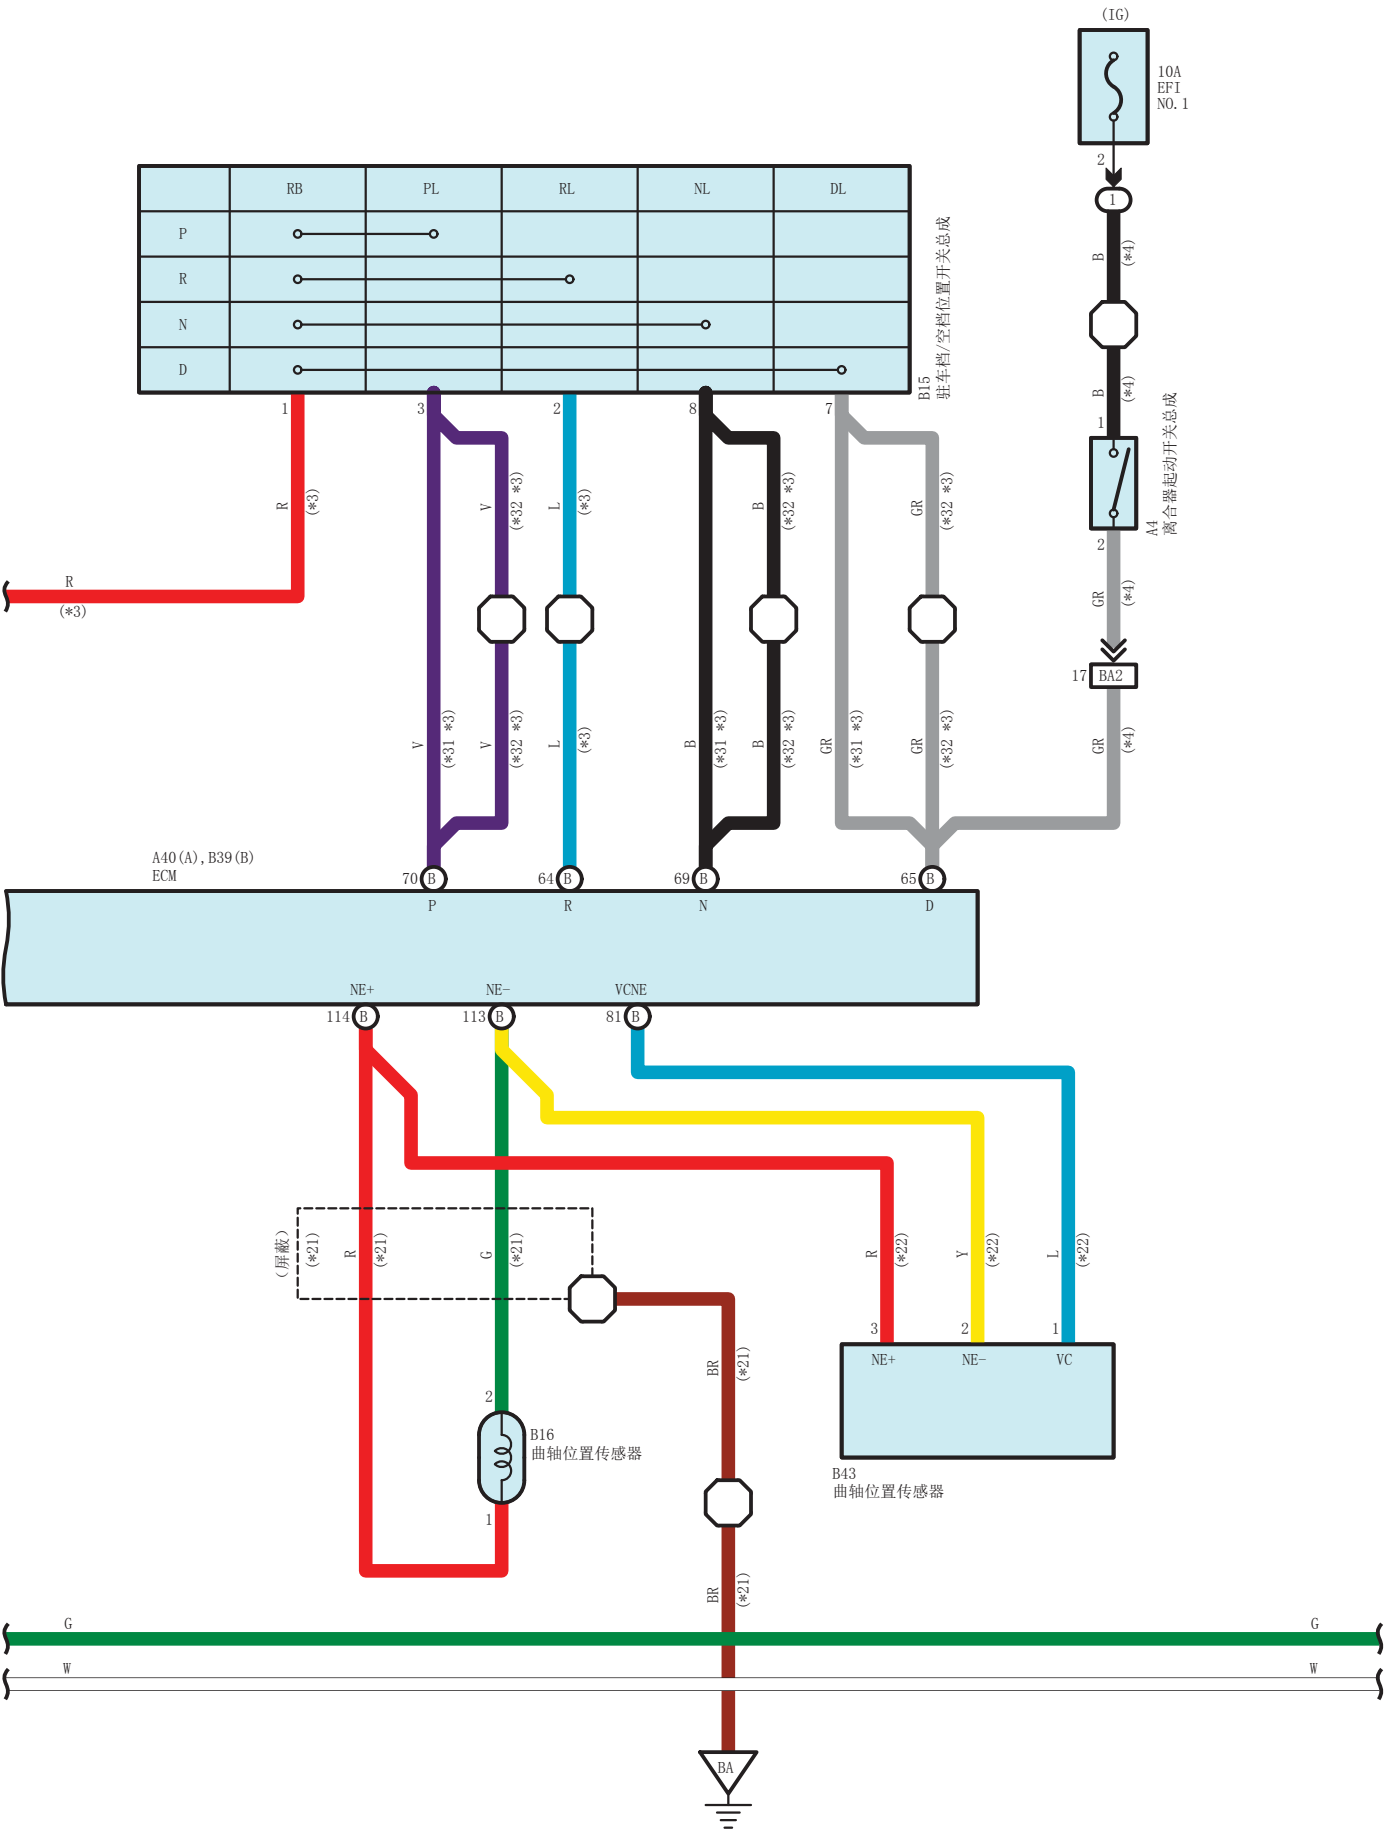 (IG)
10A
EFI
NO.1
2
1
B
(*4)
RB
PL
RL
NL
DL
P
R
N
D
B15
驻车档/空档位置开关总成
B
(*4)
1
A4
离合器起动开关总成
2
1
3
2
8
7
R
(*3)
V
(*32 *3)
L
(*3)
B
(*32 *3)
GR
(*32 *3)
R
(*3)
GR
(*4)
17
BA2
V
(*31 *3)
V
(*32 *3)
L
(*3)
B
(*31 *3)
B
(*32 *3)
GR
(*31 *3)
GR
(*32 *3)
GR
(*4)
A40(A),B39(B)
ECM
70
B
64
B
69
B
65
B
P
R
N
D
NE+
NE-
VCNE
114
B
113
B
81
B
(屏蔽)
(*21)
R
(*21)
G
(*21)
R
(*22)
Y
(*22)
L
(*22)
3
2
1
NE+
NE-
VC
BR
(*21)
2
B16
曲轴位置传感器
1
B43
曲轴位置传感器
BR
(*21)
G
G
W
W
BA